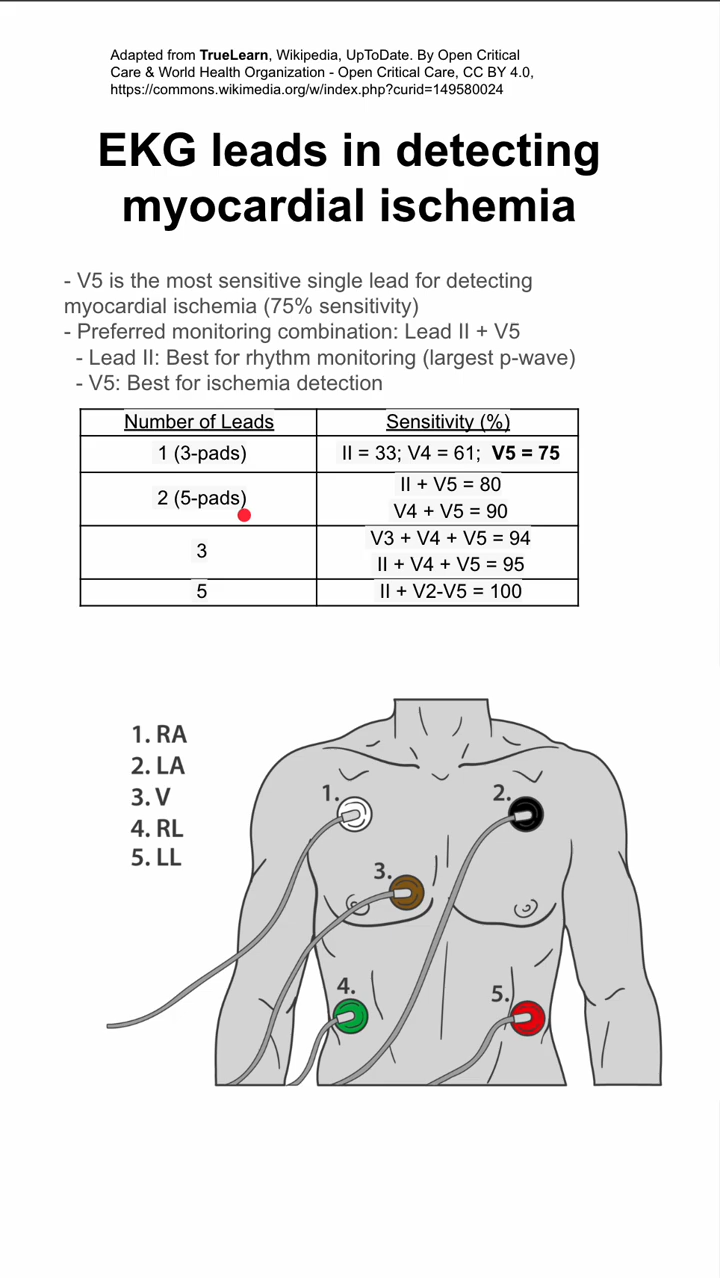 Adapted from TrueLearn, Wikipedia, UpToDate. By Open Critical
Care & World Health Organization - Open Critical Care, CC BY 4.0,
https://commons.wikimedia.org/w/index.php?curid=149580024
EKG leads in detecting
myocardial ischemia
- V5 is the most sensitive single lead for detecting
myocardial ischemia (75% sensitivity)
- Preferred monitoring combination: Lead II + V5
- Lead II: Best for rhythm monitoring (largest p-wave)
- V5: Best for ischemia detection
Number of Leads Sensitivity (%)
1 (3-pads) II = 33; V4 = 61; V5 = 75
2 (5-pads) II + V5 = 80
V4 + V5 = 90
3 V3 + V4 + V5 = 94
II + V4 + V5 = 95
5 II + V2-V5 = 100
1. RA
2. LA
3. V
4. RL
5. LL
1.
2.
3.
4.
5.